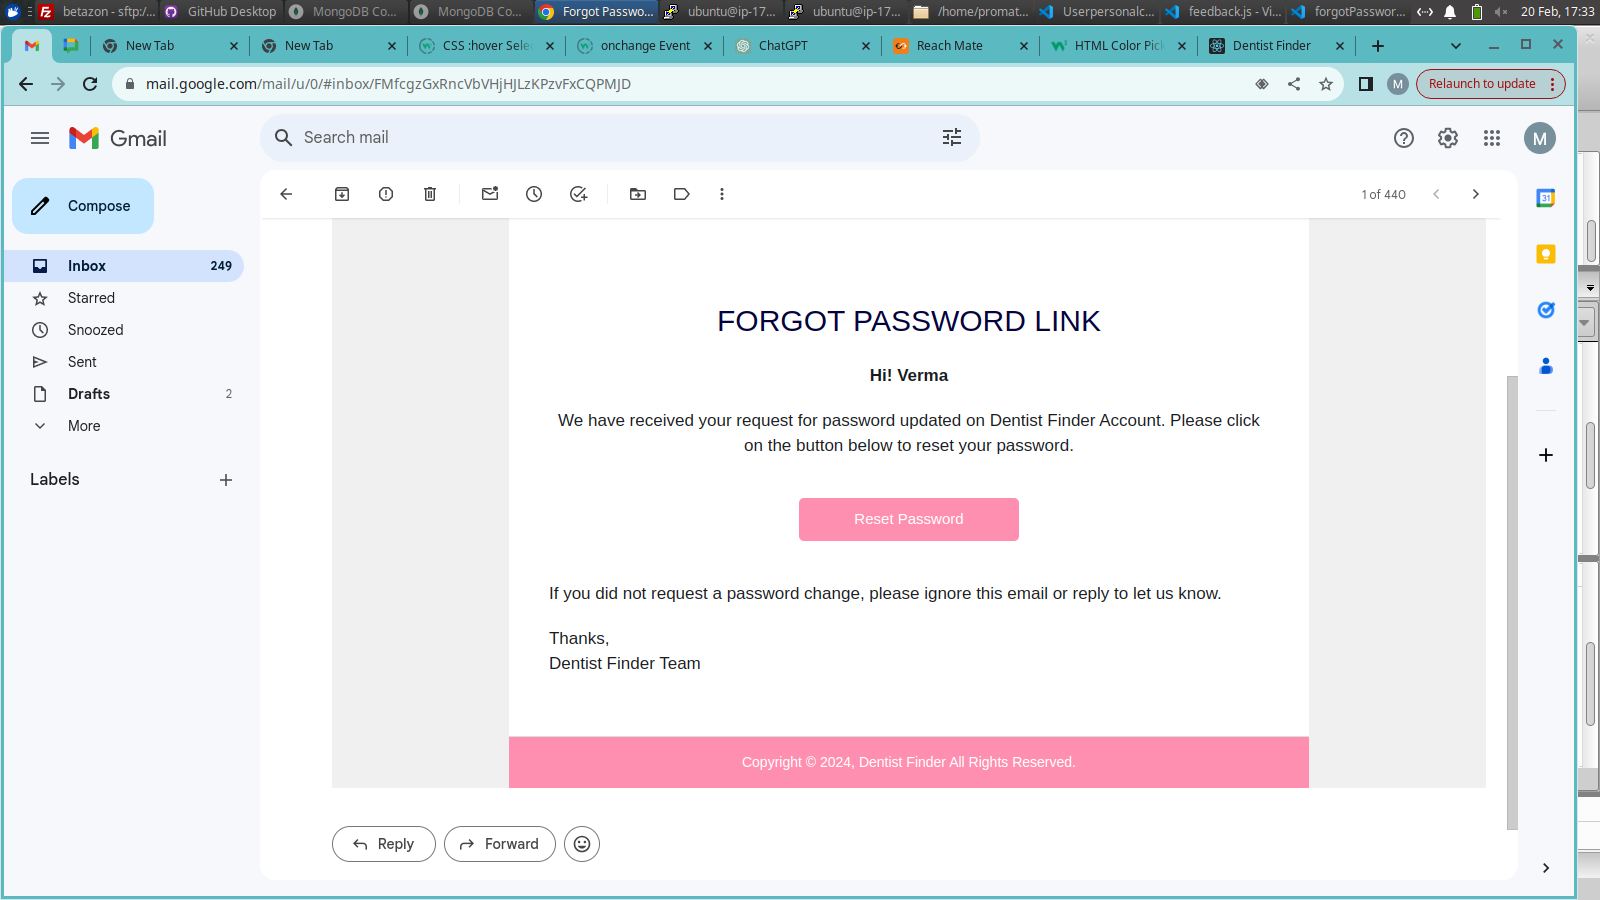 betazon - sftp:/...
GitHub Desktop
MongoDB Co...
MongoDB Co...
Forgot Passwo...
ubuntu@ip-17...
ubuntu@ip-17...
/home/promat...
Userpersonalc...
feedback.js - Vi...
forgotPasswor...
20 Feb, 17:33
New Tab
New Tab
CSS :hover Sele
onchange Event
ChatGPT
Reach Mate
HTML Color Pick
Dentist Finder
mail.google.com/mail/u/0/#inbox/FMfcgzGxRncVbVHjHJLzKPzvFxCQPMJD
M
Relaunch to update
Gmail
Search mail
M
Compose
1 of 440
31
Inbox 249
Starred
Snoozed
Sent
Drafts 2
More
Labels
FORGOT PASSWORD LINK
Hi! Verma
We have received your request for password updated on Dentist Finder Account. Please click
on the button below to reset your password.
Reset Password
If you did not request a password change, please ignore this email or reply to let us know.
Thanks,
Dentist Finder Team
Copyright © 2024, Dentist Finder All Rights Reserved.
Reply
Forward